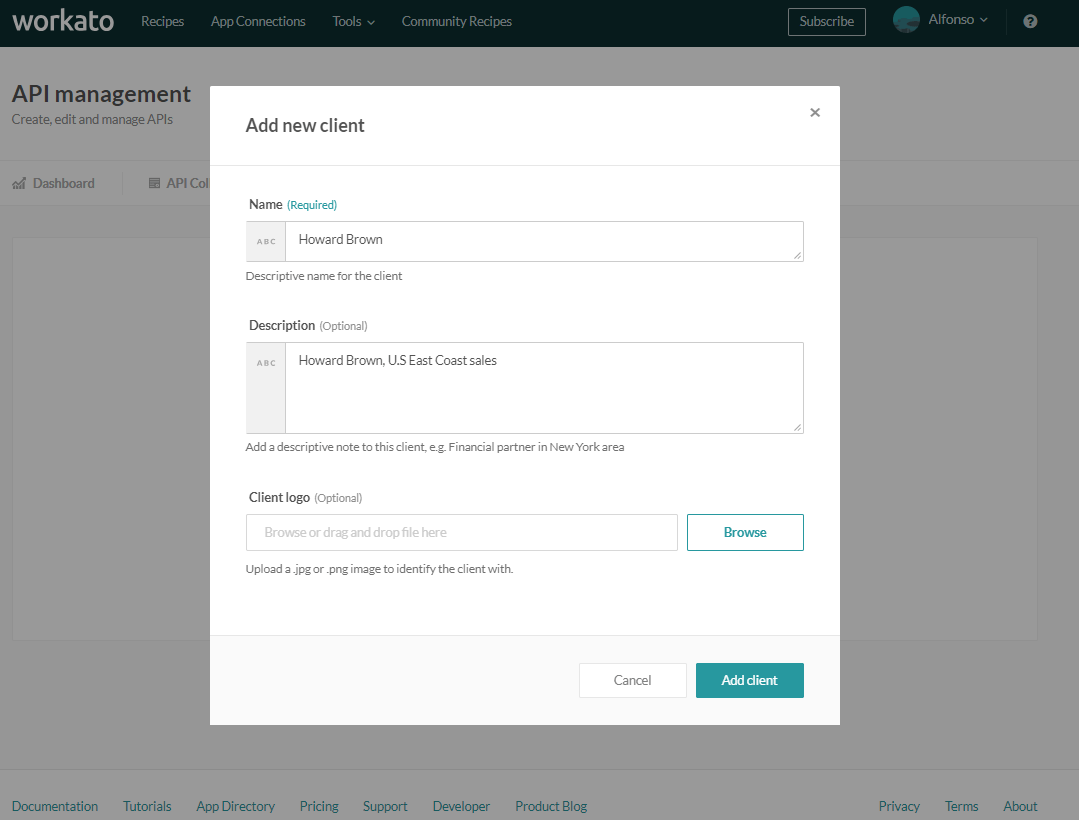 workato Recipes App Connections Tools Community Recipes Subscribe Alfonso ?
API management
Create, edit and manage APIs
Dashboard API Col
Add new client
×
Name (Required)
ABC Howard Brown
Descriptive name for the client
Description (Optional)
ABC Howard Brown, U.S East Coast sales
Add a descriptive note to this client, e.g. Financial partner in New York area
Client logo (Optional)
Browse or drag and drop file here Browse
Upload a .jpg or .png image to identify the client with.
Cancel Add client
Documentation Tutorials App Directory Pricing Support Developer Product Blog Privacy Terms About